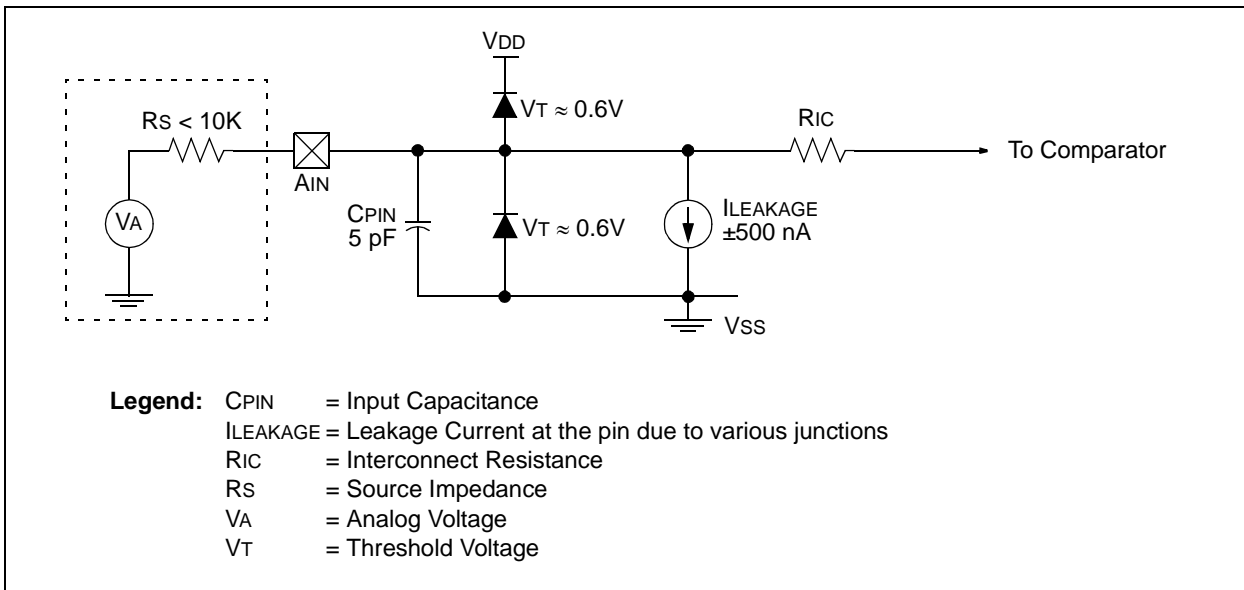 VDD
VT ≈ 0.6V
RS < 10K
RIC
To Comparator
AIN
VA
CPIN
5 pF
VT ≈ 0.6V
ILEAKAGE
±500 nA
VSS
Legend: CPIN = Input Capacitance
ILEAKAGE = Leakage Current at the pin due to various junctions
RIC = Interconnect Resistance
RS = Source Impedance
VA = Analog Voltage
VT = Threshold Voltage